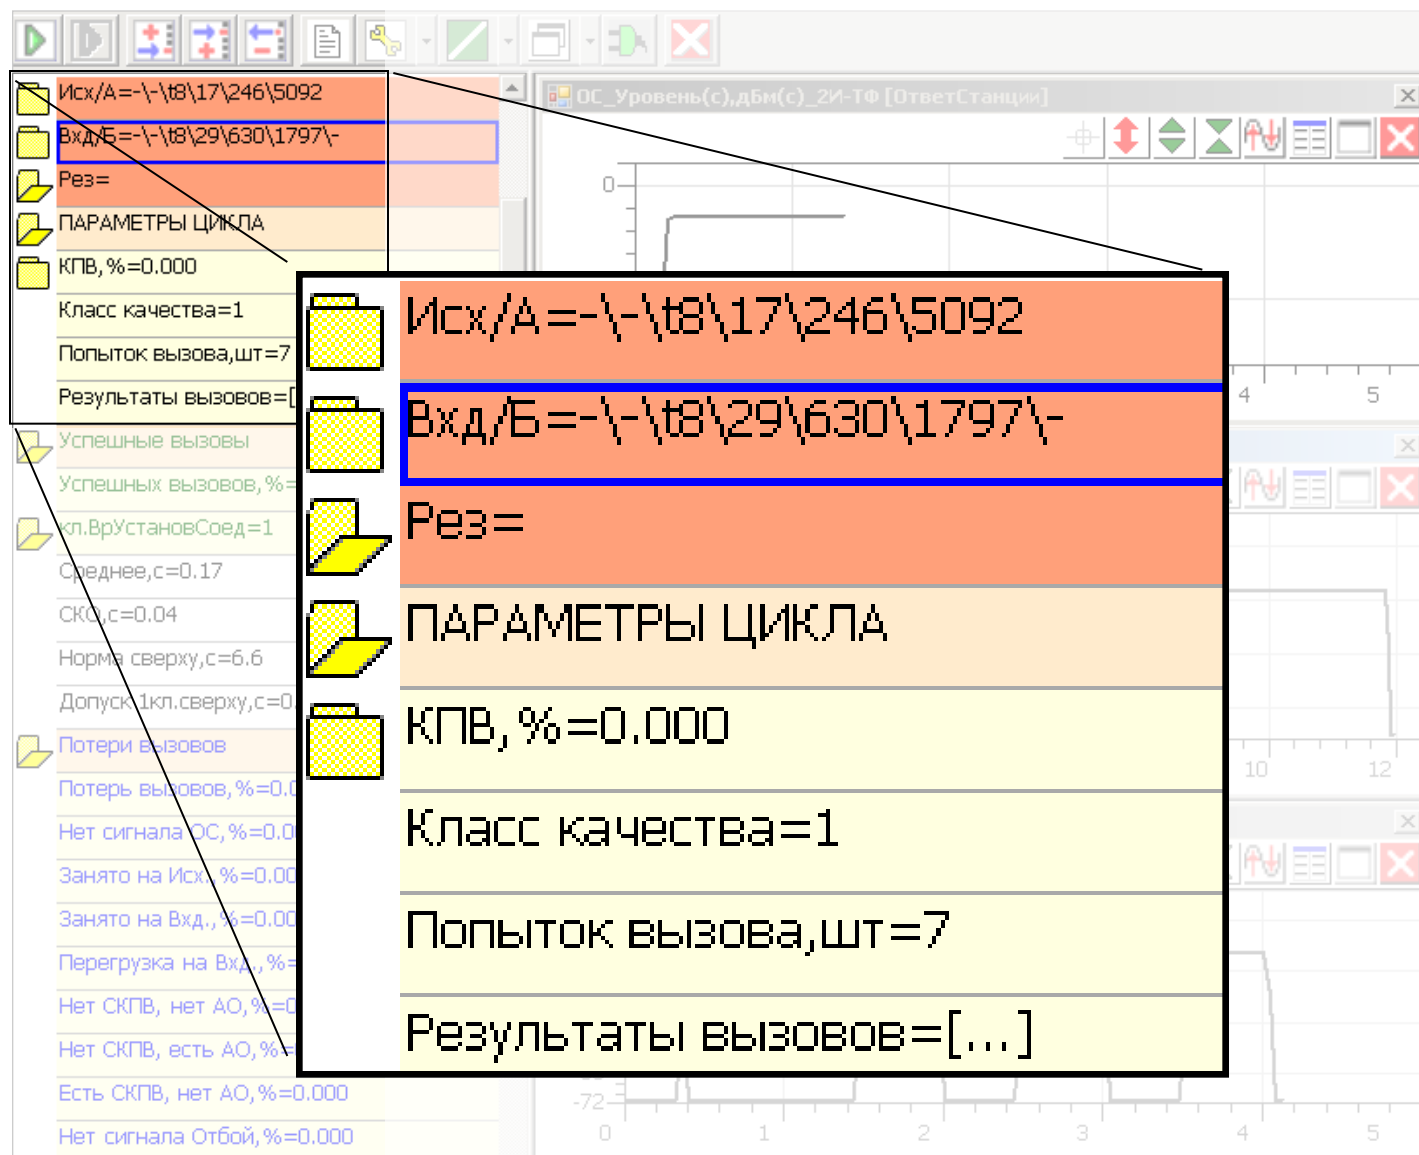 Исх/А=-\-\t8\17\246\5092
Вхд/Б=-\-\t8\29\630\1797\-
Рез=
ПАРАМЕТРЫ ЦИКЛА
КПВ,%=0.000
Класс качества=1
Попыток вызова,шт=7
Результаты вызовов=[
Успешные вызовы
Успешных вызовов,%=
кл.ВрУстановСоед=1
Среднее,с=0.17
СКО,с=0.04
Норма сверху,с=6.6
Допуск 1кл.сверху,с=0.
Потери вызовов
Потерь вызовов,%=0.0
Нет сигнала ОС,%=0.0
Занято на Исх.,%=0.00
Занято на Вхд.,%=0.00
Перегрузка на Вхд.,%=
Нет СКПВ, нет АО,%=0
Нет СКПВ, есть АО,%=
Есть СКПВ, нет АО,%=0.000
Нет сигнала Отбой,%=0.000
ОС_Уровень(с),дБм(с)_2И-ТФ [ОтветСтанции]
0
4 5
10 12
Исх/А=-\-\t8\17\246\5092
Вхд/Б=-\-\t8\29\630\1797\-
Рез=
ПАРАМЕТРЫ ЦИКЛА
КПВ,%=0.000
Класс качества=1
Попыток вызова,шт=7
Результаты вызовов=[...]
-72
0 1 2 3 4 5